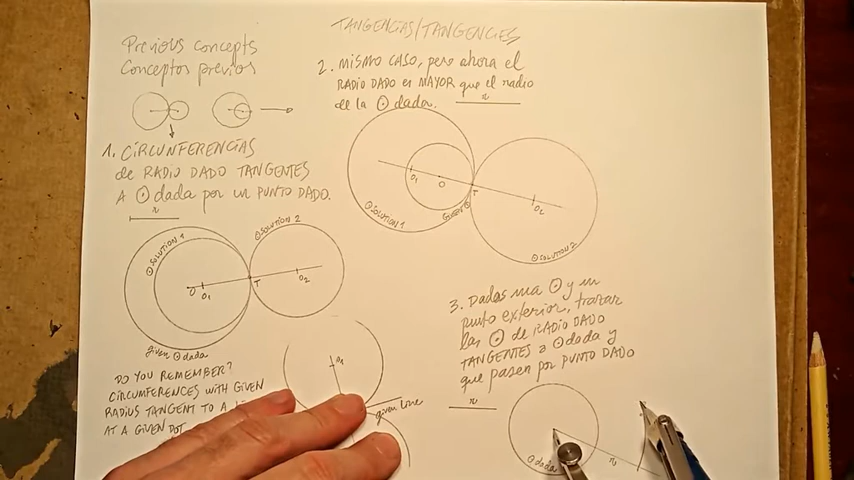 TANGENCIAS/TANGENCIES
Previous concepts
Conceptos previos
1. CIRCUNFERENCIAS
de RADIO DADO TANGENTES
A ⊙ dada por un PUNTO DADO.
r
⊙ SOLUTION 1
⊙ SOLUTION 2
O
O1
T
O2
given ⊙ dada
DO YOU REMEMBER?
CIRCUMFERENCES WITH GIVEN
RADIUS TANGENT TO A
AT A GIVEN DOT
given line
2. MISMO CASO, pero ahora el
RADIO DADO es MAYOR que el radio
de la ⊙ dada.
r
O1
O
T
O2
⊙ SOLUTION 1
Given ⊙
⊙ SOLUTION 2
3. Dadas una ⊙ y un
punto exterior, trazar
las ⊙ de RADIO DADO
TANGENTES a ⊙ dada y
que pasen por PUNTO DADO
r
⊙ dada
r